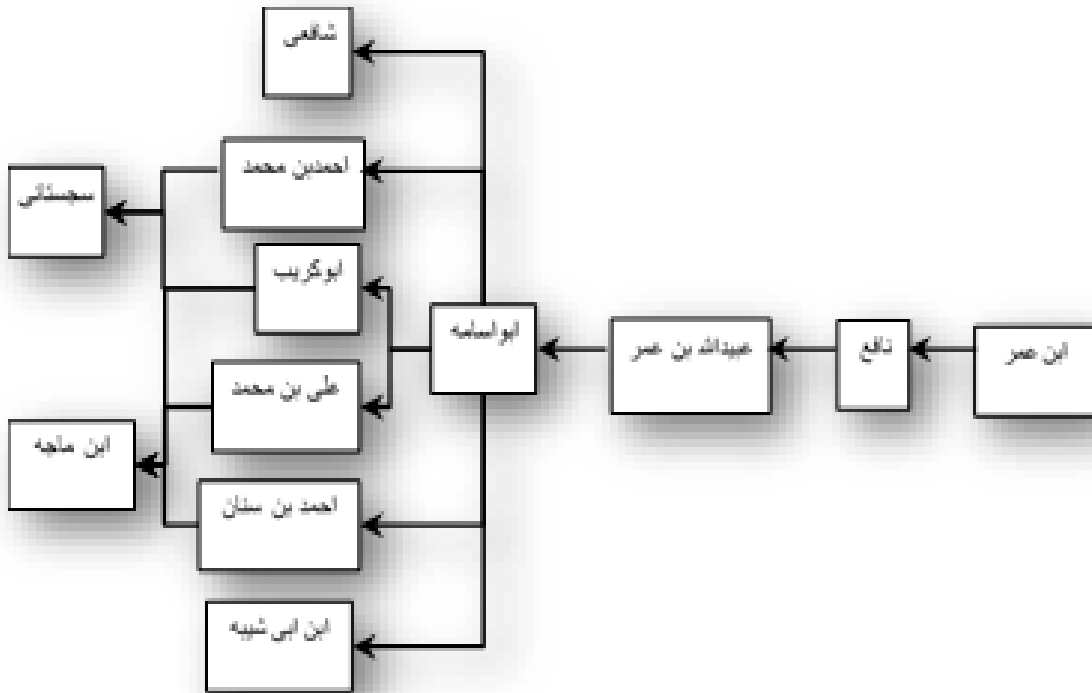 ابن عمر
نافع
عبیدالله بن عمر
ابواسامه
شافعی
احمدبن محمد
ابوکریب
علی بن محمد
احمد بن سنان
ابن ابی شیبه
سجستانی
ابن ماجه